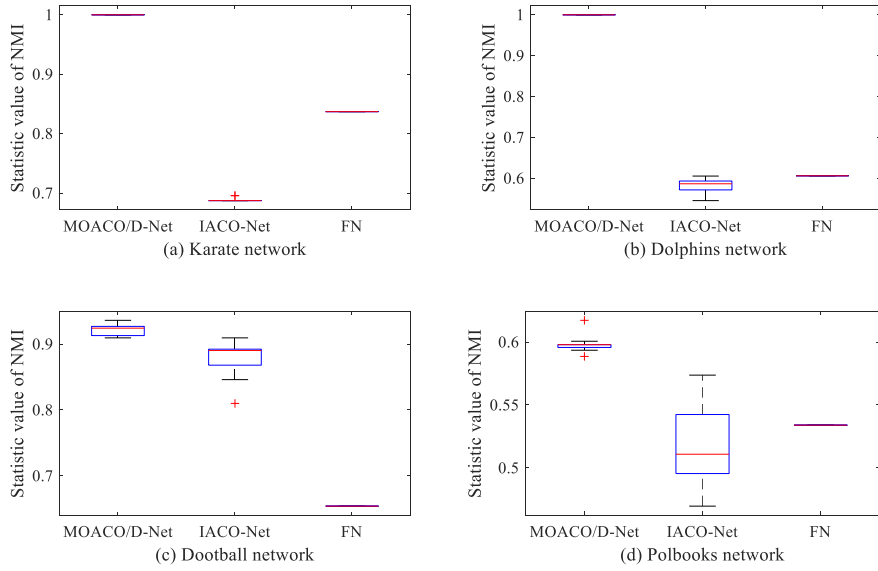 Statistic value of NMI
1
0.9
0.8
0.7
MOACO/D-Net IACO-Net FN
(a) Karate network
Statistic value of NMI
1
0.9
0.8
0.7
0.6
MOACO/D-Net IACO-Net FN
(b) Dolphins network
Statistic value of NMI
0.9
0.8
0.7
MOACO/D-Net IACO-Net FN
(c) Dootball network
Statistic value of NMI
0.6
0.55
0.5
MOACO/D-Net IACO-Net FN
(d) Polbooks network